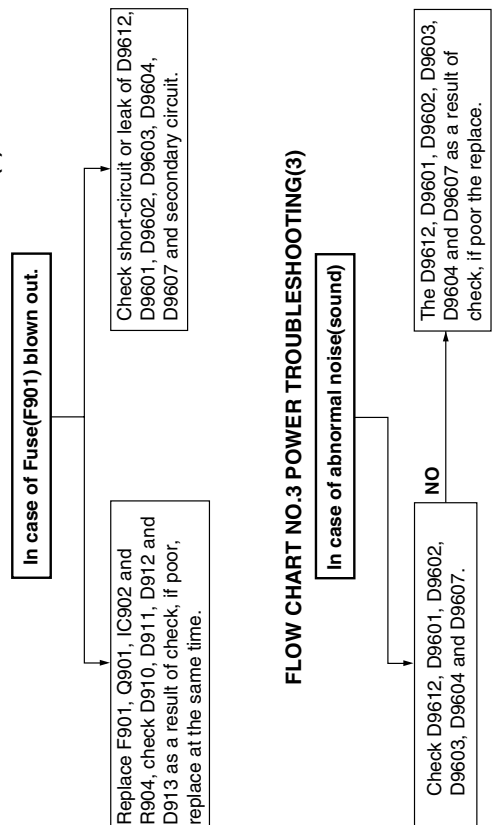 In case of Fuse(F901) blown out.
Replace F901, Q901, IC902 and
R904, check D910, D911, D912 and
D913 as a result of check, if poor,
replace at the same time.
Check short-circuit or leak of D9612,
D9601, D9602, D9603, D9604,
D9607 and secondary circuit.
FLOW CHART NO.3 POWER TROUBLESHOOTING(3)
In case of abnormal noise(sound)
Check D9612, D9601, D9602,
D9603, D9604 and D9607.
NO
The D9612, D9601, D9602, D9603,
D9604 and D9607 as a result of
check, if poor the replace.